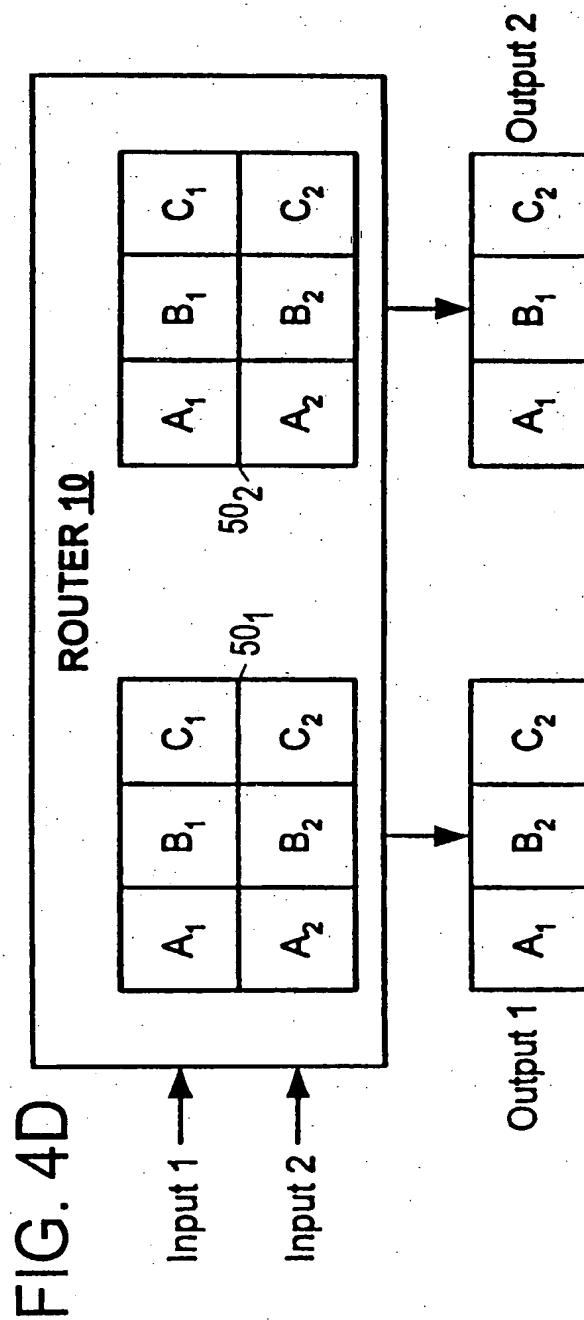 FIG. 4D
ROUTER 10
Input 1
Input 2
A₁ B₁ C₁
A₂ B₂ C₂
50₁
A₁ B₁ C₁
A₂ B₂ C₂
50₂
Output 1
A₁ B₂ C₂
A₁ B₁ C₂
Output 2